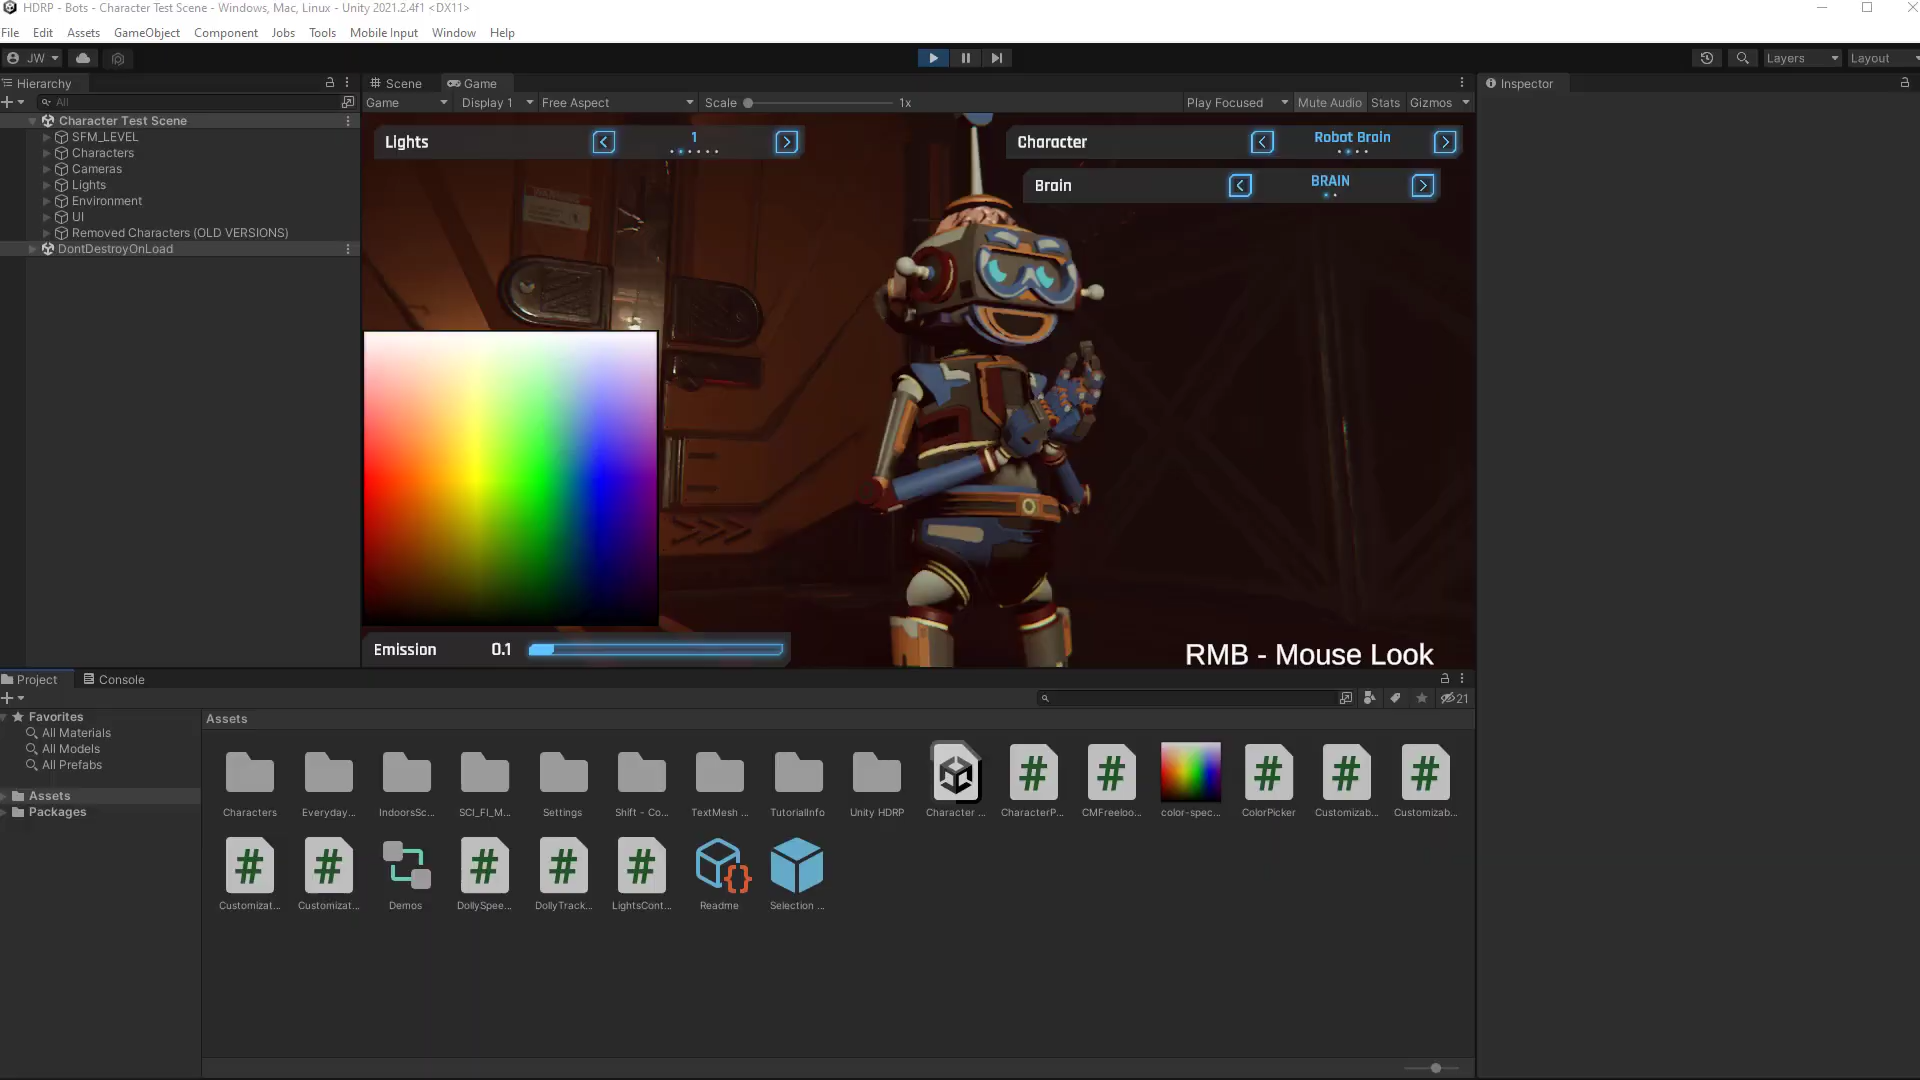 HDRP - Bots - Character Test Scene - Windows, Mac, Linux - Unity 2021.2.4f1 <DX11>
File Edit Assets GameObject Component Jobs Tools Mobile Input Window Help
JW Layers Layout
Hierarchy Scene Game Inspector
All Game Display 1 Free Aspect Scale 1x Play Focused Mute Audio Stats Gizmos
Character Test Scene
SFM_LEVEL
Characters
Cameras
Lights
Environment
UI
Removed Characters (OLD VERSIONS)
DontDestroyOnLoad
Lights 1
Character Robot Brain
Brain BRAIN
WARNING
Emission 0.1
RMB - Mouse Look
Project Console
21
Favorites
All Materials
All Models
All Prefabs
Assets
Packages
Assets
Characters Everyday... IndoorsSc... SCI_FI_M... Settings Shift - Co... TextMesh ... TutorialInfo Unity HDRP Character ... CharacterP... CMFreeloo... color-spec... ColorPicker Customizab... Customizab...
Customizat... Customizat... Demos DollySpee... DollyTrack... LightsCont... Readme Selection ...